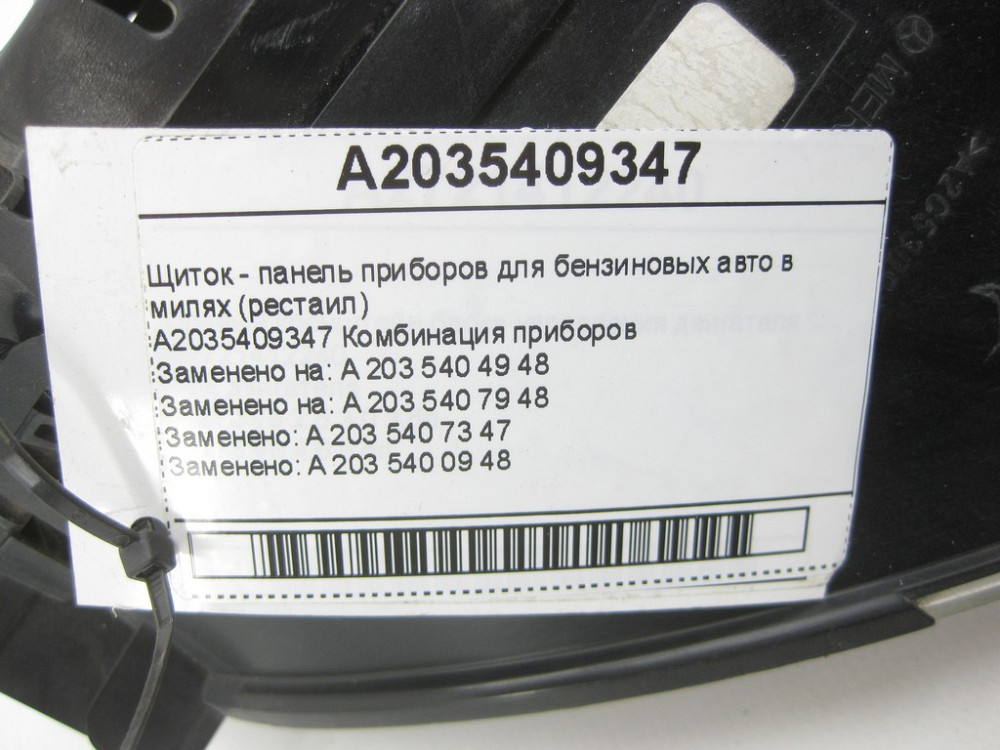 MER
A2035409347
Щиток - панель приборов для бензиновых авто в
милях (рестаил)
A2035409347 Комбинация приборов
Заменено на: A 203 540 49 48
Заменено на: A 203 540 79 48
Заменено: A 203 540 73 47
Заменено: A 203 540 09 48